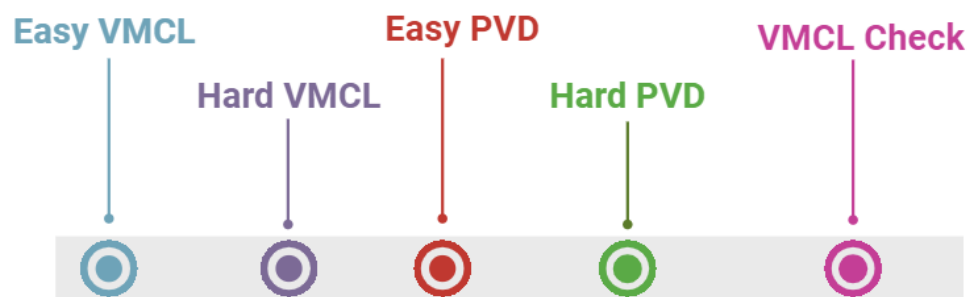 Easy VMCL
Hard VMCL
Easy PVD
Hard PVD
VMCL Check